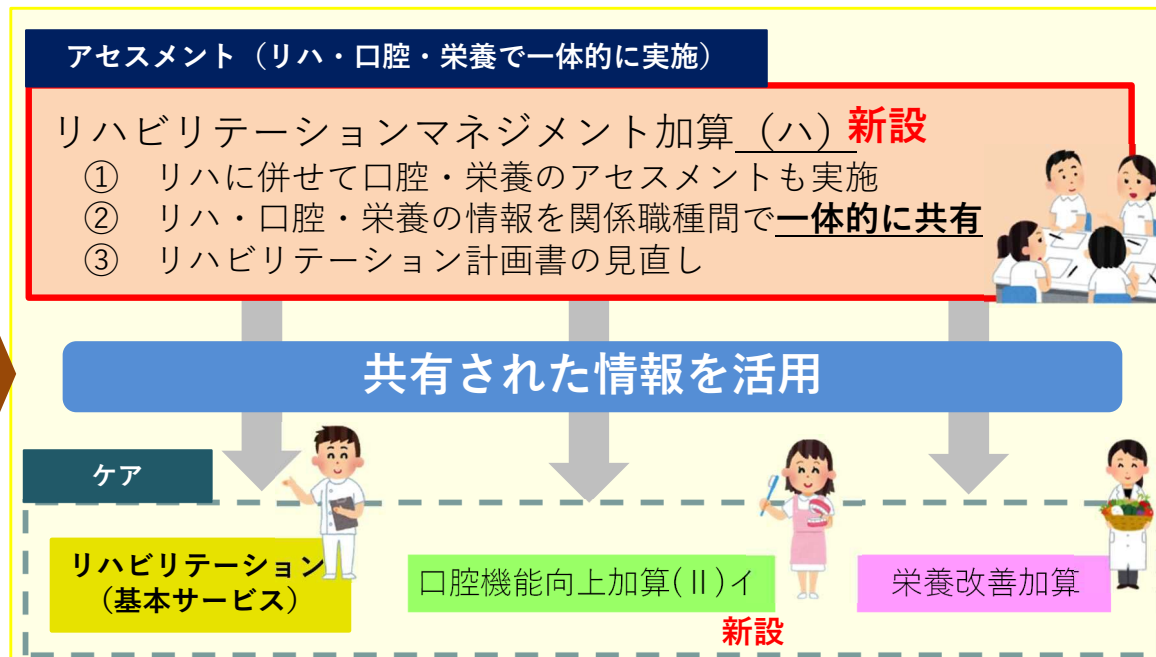 アセスメント（リハ・口腔・栄養で一体的に実施）
リハビリテーションマネジメント加算（ハ）新設
① リハに併せて口腔・栄養のアセスメントも実施
② リハ・口腔・栄養の情報を関係職種間で一体的に共有
③ リハビリテーション計画書の見直し
共有された情報を活用
ケア
リハビリテーション
（基本サービス）
口腔機能向上加算(Ⅱ)イ
新設
栄養改善加算